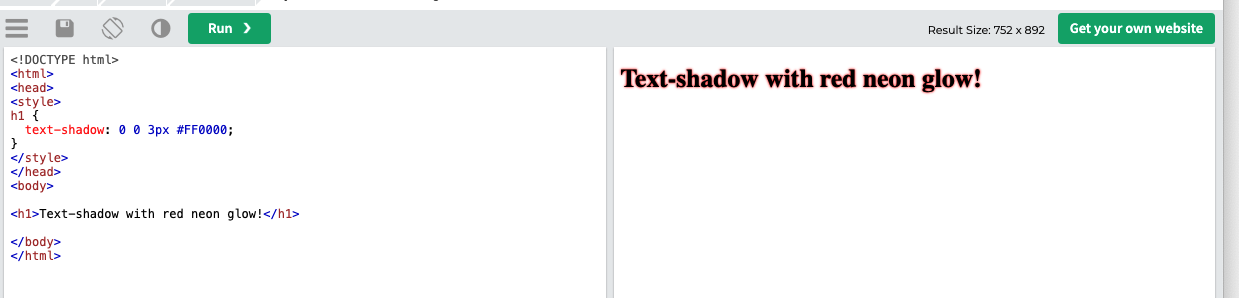 Run ❯
Result Size: 752 x 892
Get your own website
<!DOCTYPE html>
<html>
<head>
<style>
h1 {
  text-shadow: 0 0 3px #FF0000;
}
</style>
</head>
<body>
<h1>Text-shadow with red neon glow!</h1>
</body>
</html>
Text-shadow with red neon glow!